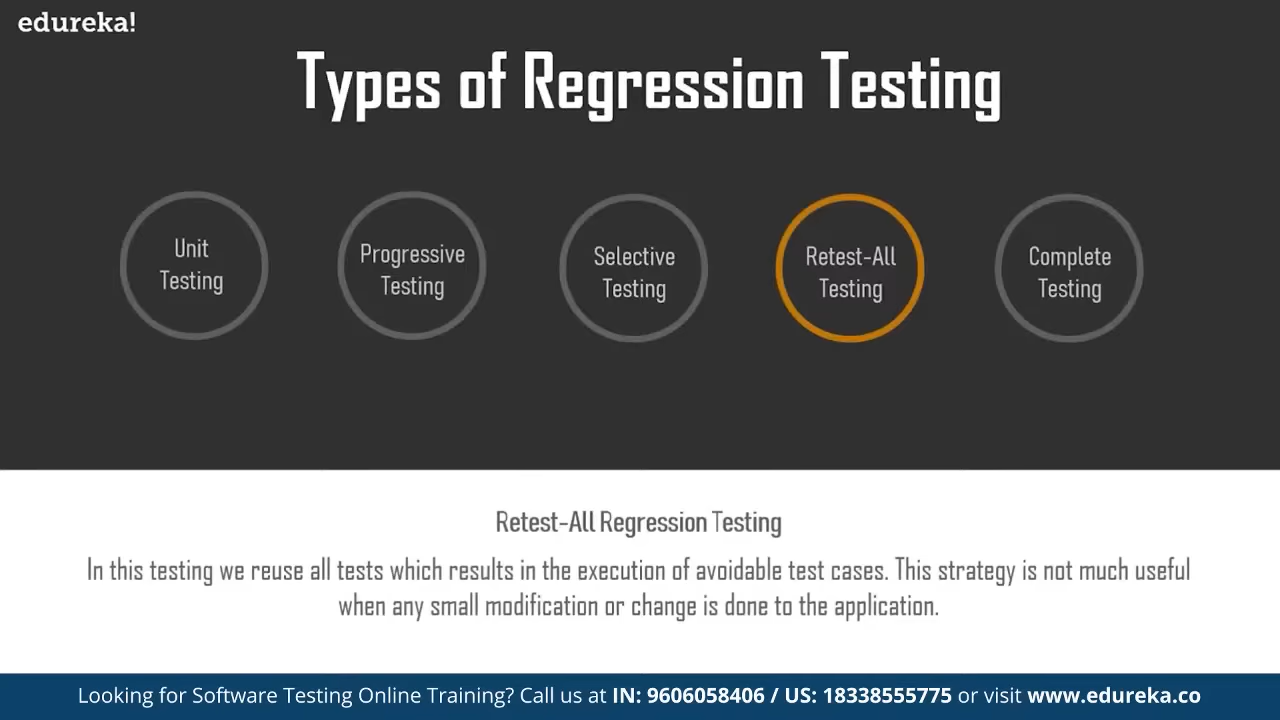 edureka!
Types of Regression Testing
Unit
Testing
Progressive
Testing
Selective
Testing
Retest-All
Testing
Complete
Testing
Retest-All Regression Testing
In this testing we reuse all tests which results in the execution of avoidable test cases. This strategy is not much useful
when any small modification or change is done to the application.
Looking for Software Testing Online Training? Call us at IN: 9606058406 / US: 18338555775 or visit www.edureka.co